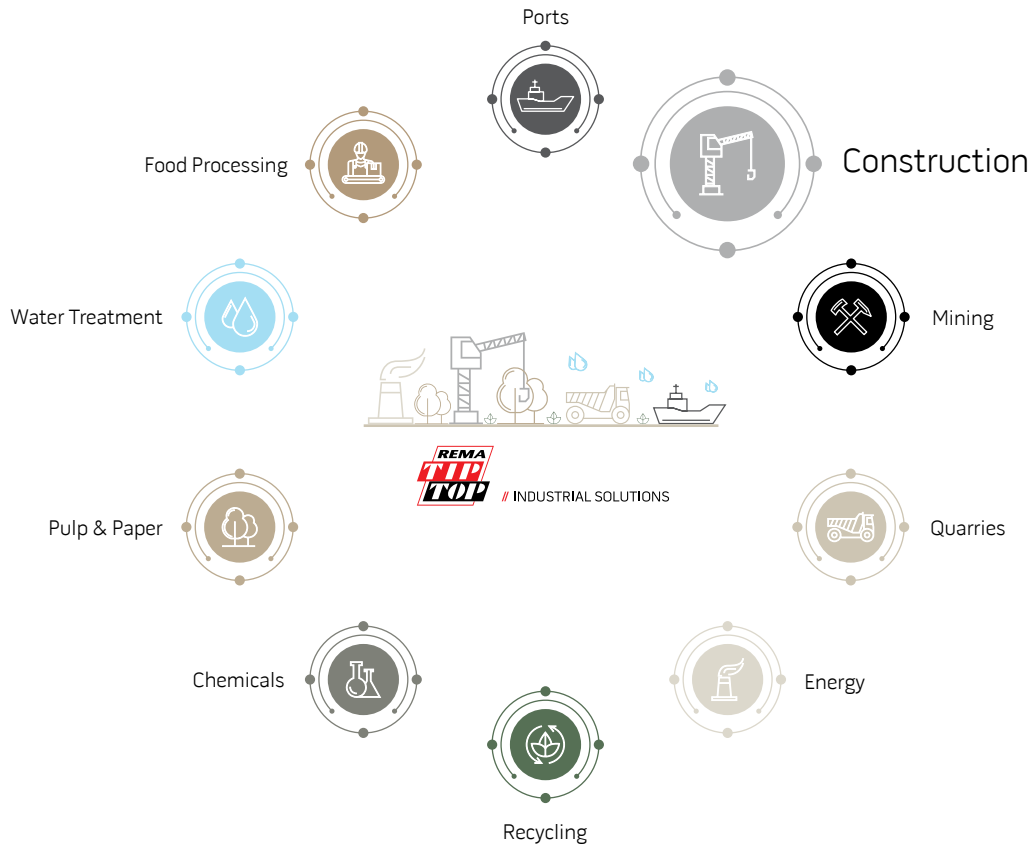 Ports
Construction
Food Processing
Water Treatment
Mining
REMA
TIP
TOP
// INDUSTRIAL SOLUTIONS
Pulp & Paper
Quarries
Chemicals
Energy
Recycling